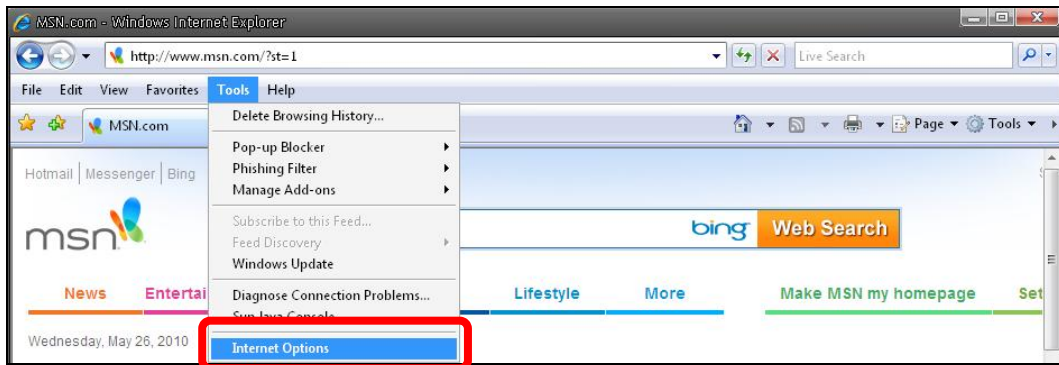 MSN.com - Windows Internet Explorer
http://www.msn.com/?st=1 Live Search
File Edit View Favorites Tools Help
MSN.com
Page Tools
Delete Browsing History...
Pop-up Blocker
Phishing Filter
Manage Add-ons
Subscribe to this Feed...
Feed Discovery
Windows Update
Diagnose Connection Problems...
Sun Java Console
Internet Options
Hotmail Messenger Bing
msn
bing Web Search
News Entertai Lifestyle More Make MSN my homepage Set
Wednesday, May 26, 2010